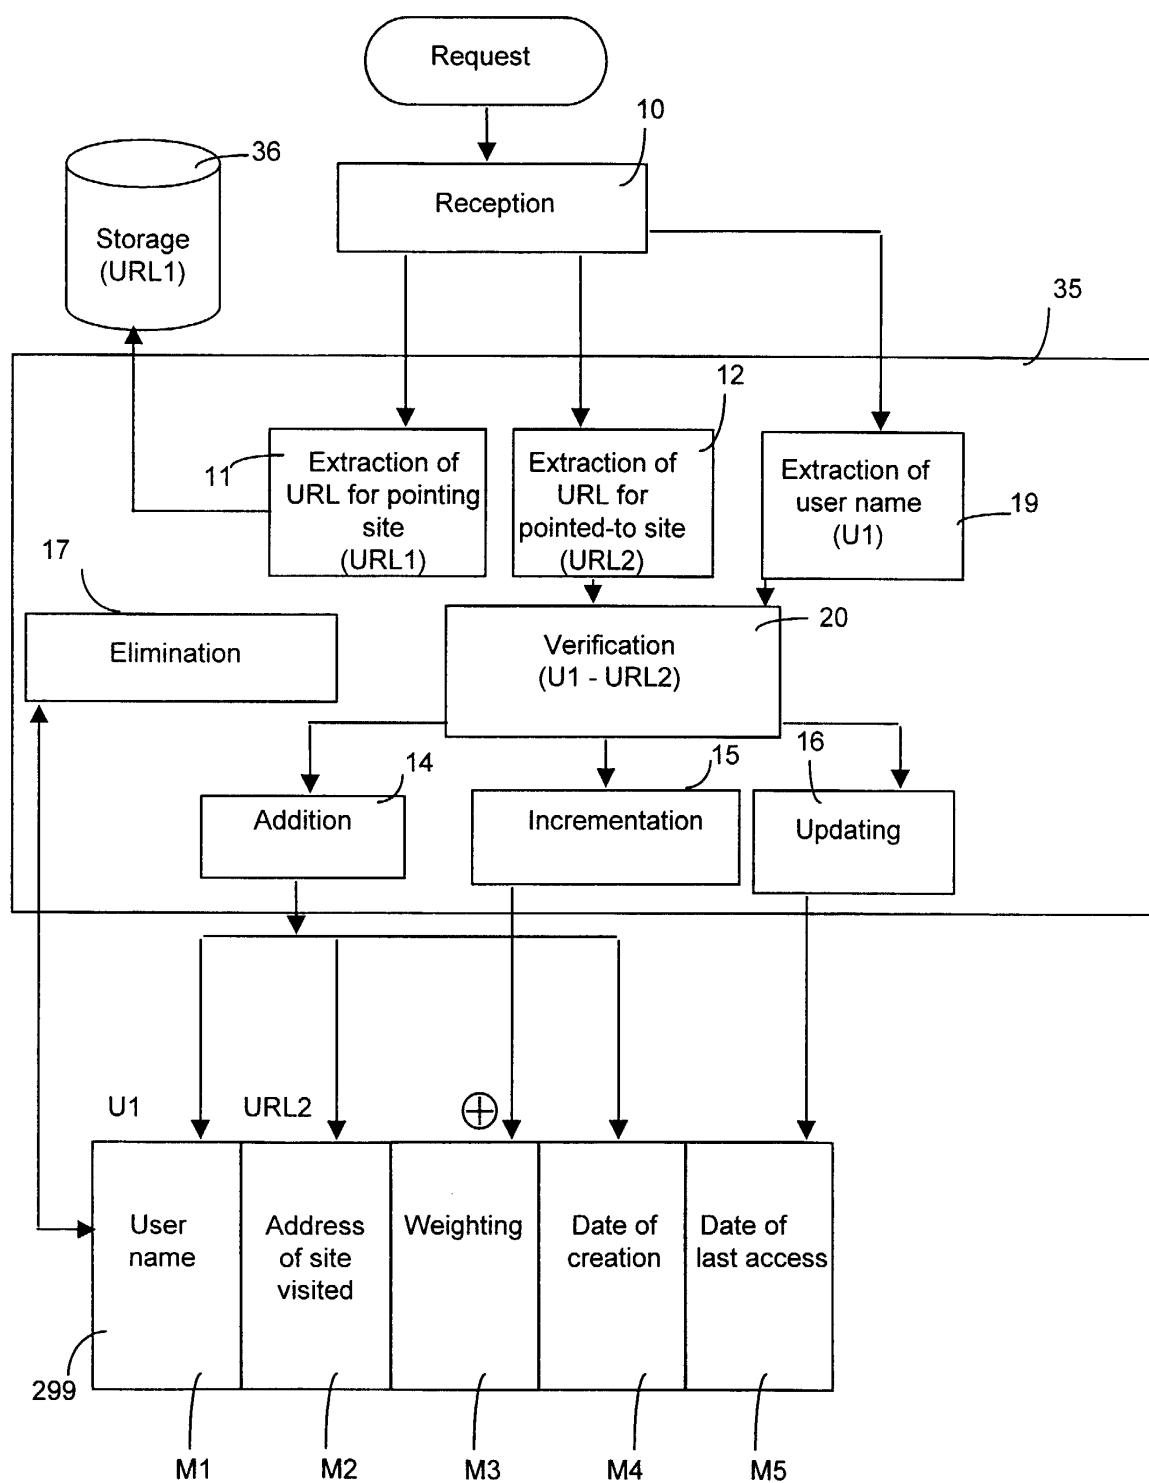 Request
10
36
Reception
Storage
(URL1)
35
12
11
Extraction of
URL for pointing
site
(URL1)
Extraction of
URL for
pointed-to site
(URL2)
Extraction of
user name
(U1)
19
17
Elimination
Verification
(U1 - URL2)
20
14
15
16
Addition
Incrementation
Updating
U1
URL2
User
name
Address
of site
visited
Weighting
Date of
creation
Date of
last access
299
M1
M2
M3
M4
M5